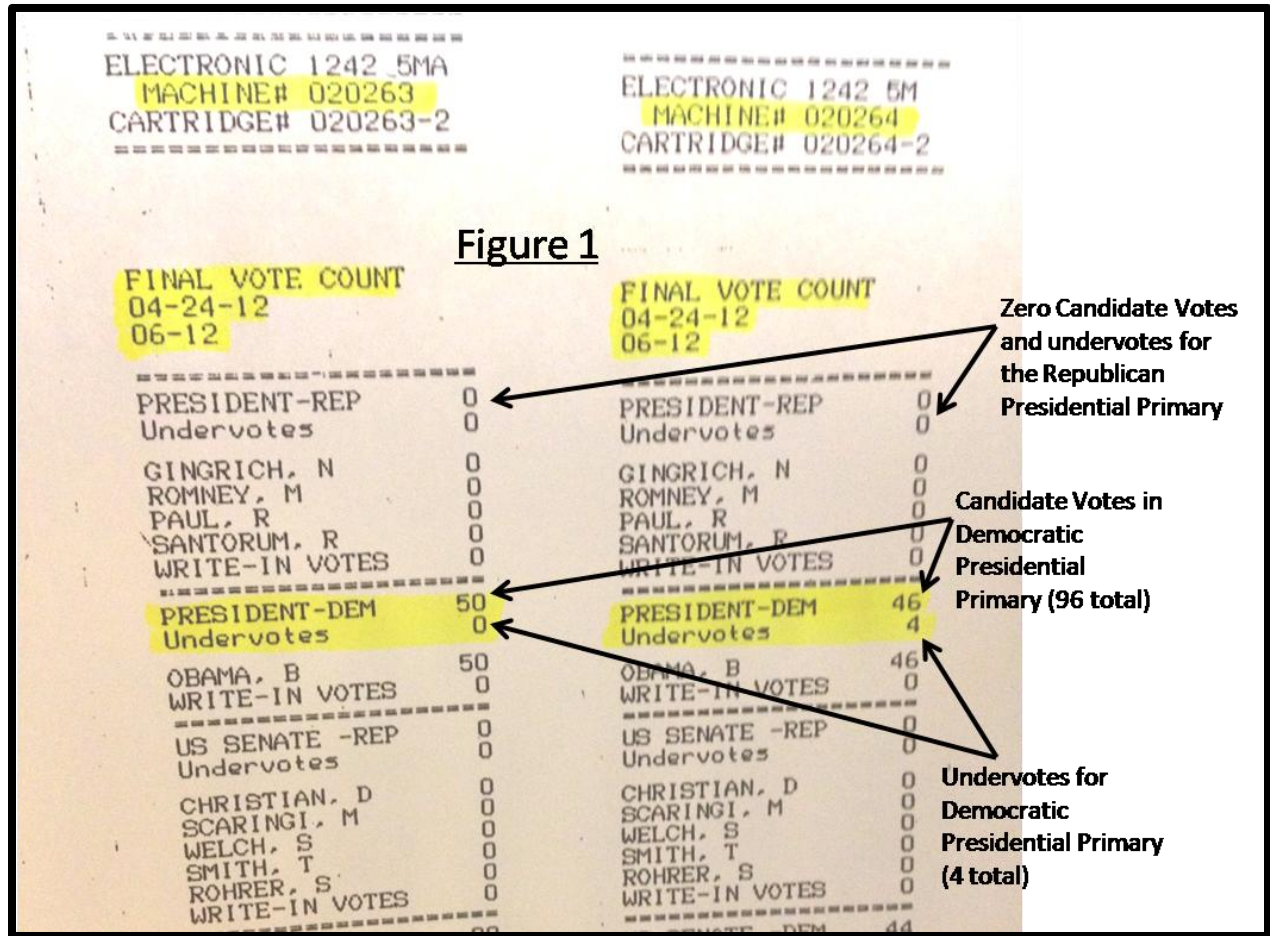 ELECTRONIC 1242 5MA
MACHINE# 020263
CARTRIDGE# 020263-2
ELECTRONIC 1242 5M
MACHINE# 020264
CARTRIDGE# 020264-2
Figure 1
FINAL VOTE COUNT
04-24-12
06-12
PRESIDENT-REP 0
Undervotes 0
GINGRICH, N 0
ROMNEY, M 0
PAUL, R 0
SANTORUM, R 0
WRITE-IN VOTES 0
PRESIDENT-DEM 50
Undervotes 0
OBAMA, B 50
WRITE-IN VOTES 0
US SENATE -REP 0
Undervotes 0
CHRISTIAN, D 0
SCARINGI, M 0
WELCH, S 0
SMITH, T 0
ROHRER, S 0
WRITE-IN VOTES 0
FINAL VOTE COUNT
04-24-12
06-12
PRESIDENT-REP 0
Undervotes 0
GINGRICH, N 0
ROMNEY, M 0
PAUL, R 0
SANTORUM, R 0
WRITE-IN VOTES 0
PRESIDENT-DEM 46
Undervotes 4
OBAMA, B 46
WRITE-IN VOTES 0
US SENATE -REP 0
Undervotes 0
CHRISTIAN, D 0
SCARINGI, M 0
WELCH, S 0
SMITH, T 0
ROHRER, S 0
WRITE-IN VOTES 0
SENATE -DEM 44
Zero Candidate Votes
and undervotes for
the Republican
Presidential Primary
Candidate Votes in
Democratic
Presidential
Primary (96 total)
Undervotes for
Democratic
Presidential Primary
(4 total)